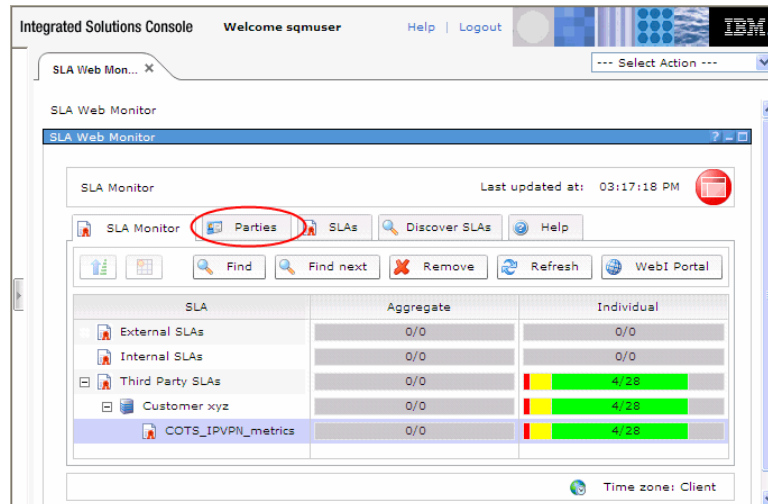 Integrated Solutions Console Welcome sqmuser Help | Logout IBM
SLA Web Mon... × --- Select Action ---
SLA Web Monitor
SLA Web Monitor
SLA Monitor Last updated at: 03:17:18 PM
SLA Monitor Parties SLAs Discover SLAs Help
Find Find next Remove Refresh WebI Portal
SLA Aggregate Individual
External SLAs 0/0 0/0
Internal SLAs 0/0 0/0
Third Party SLAs 0/0 4/28
Customer xyz 0/0 4/28
COTS_IPVPN_metrics 0/0 4/28
Time zone: Client